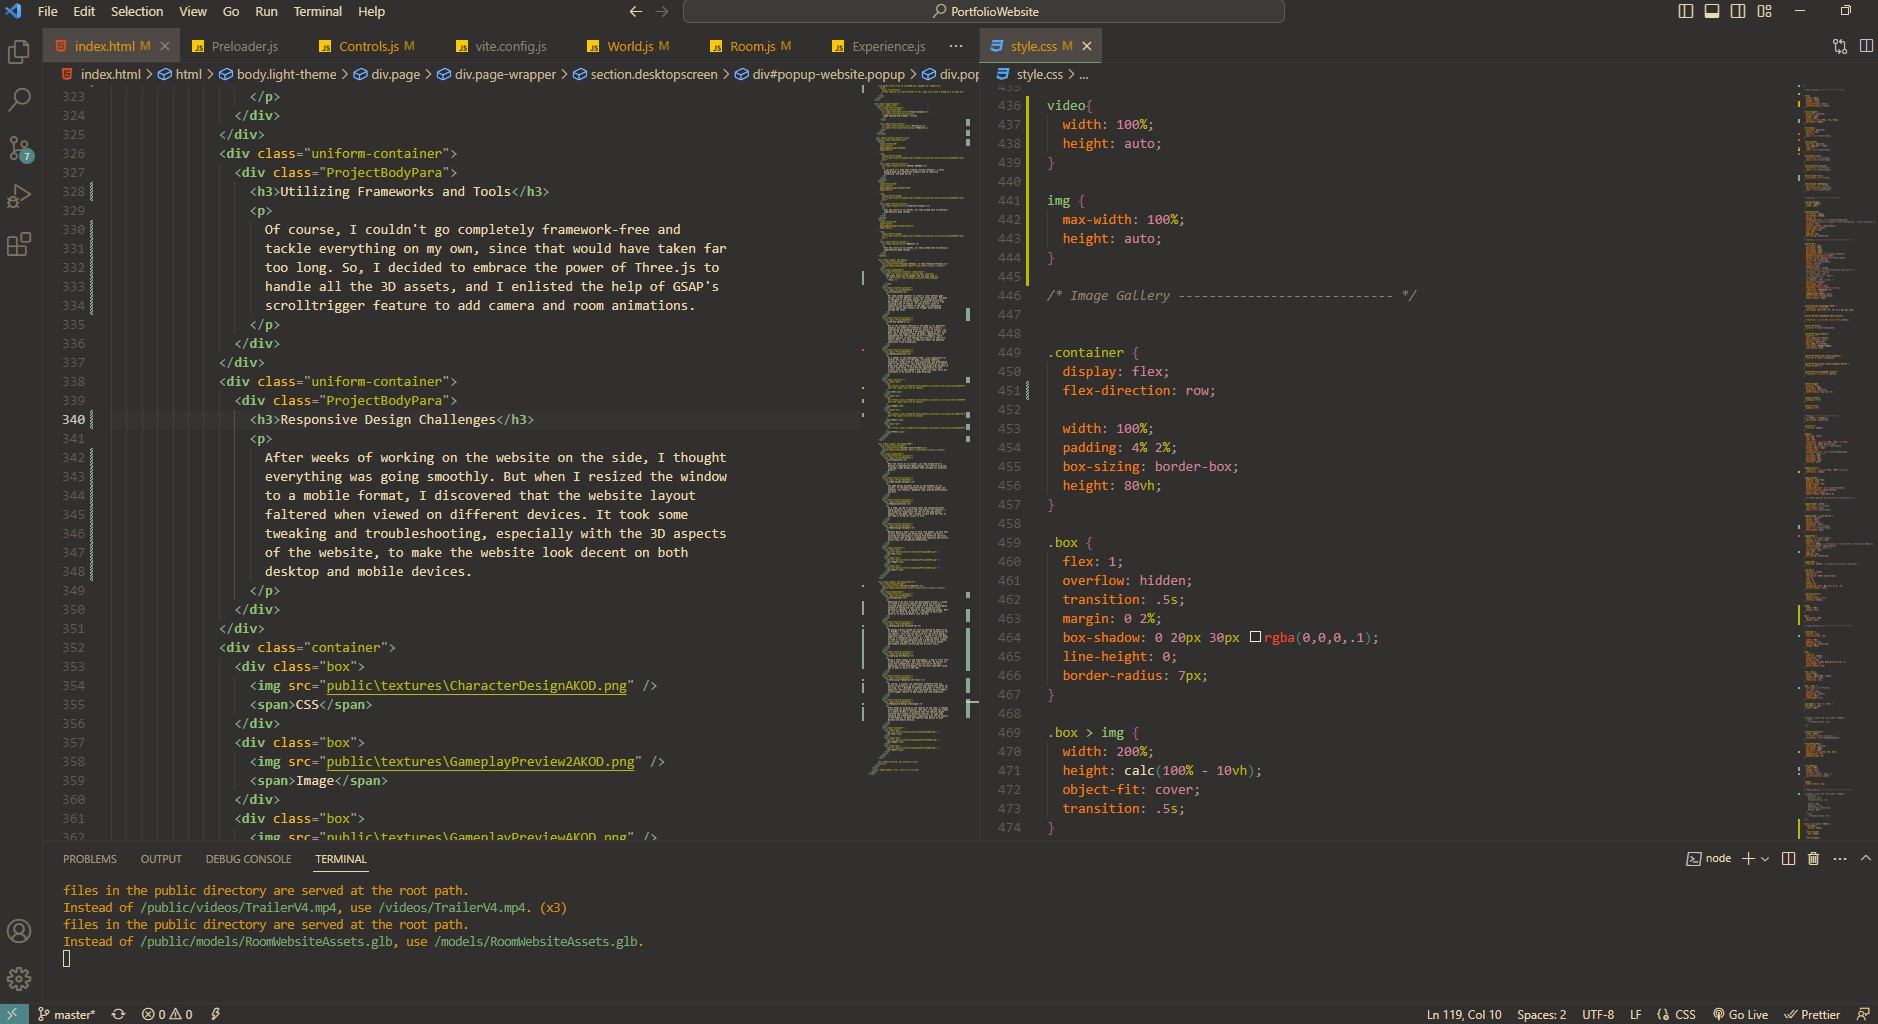 File Edit Selection View Go Run Terminal Help
PortfolioWebsite
index.html M
Preloader.js
Controls.js M
vite.config.js
World.js M
Room.js M
Experience.js
style.css M
index.html > html > body.light-theme > div.page > div.page-wrapper > section.desktopscreen > div#popup-website.popup > div.pop
style.css > ...
323 </p>
324 </div>
325 </div>
326 <div class="uniform-container">
327 <div class="ProjectBodyPara">
328 <h3>Utilizing Frameworks and Tools</h3>
329 <p>
330 Of course, I couldn't go completely framework-free and
331 tackle everything on my own, since that would have taken far
332 too long. So, I decided to embrace the power of Three.js to
333 handle all the 3D assets, and I enlisted the help of GSAP's
334 scrolltrigger feature to add camera and room animations.
335 </p>
336 </div>
337 </div>
338 <div class="uniform-container">
339 <div class="ProjectBodyPara">
340 <h3>Responsive Design Challenges</h3>
341 <p>
342 After weeks of working on the website on the side, I thought
343 everything was going smoothly. But when I resized the window
344 to a mobile format, I discovered that the website layout
345 faltered when viewed on different devices. It took some
346 tweaking and troubleshooting, especially with the 3D aspects
347 of the website, to make the website look decent on both
348 desktop and mobile devices.
349 </p>
350 </div>
351 </div>
352 <div class="container">
353 <div class="box">
354 <img src="public\textures\CharacterDesignAKOD.png" />
355 <span>CSS</span>
356 </div>
357 <div class="box">
358 <img src="public\textures\GameplayPreview2AKOD.png" />
359 <span>Image</span>
360 </div>
361 <div class="box">
362 <img src="public\textures\GameplayPreviewAKOD.png" />
435
436 video{
437 width: 100%;
438 height: auto;
439 }
440
441 img {
442 max-width: 100%;
443 height: auto;
444 }
445
446 /* Image Gallery ---------------------------- */
447
448
449 .container {
450 display: flex;
451 flex-direction: row;
452
453 width: 100%;
454 padding: 4% 2%;
455 box-sizing: border-box;
456 height: 80vh;
457 }
458
459 .box {
460 flex: 1;
461 overflow: hidden;
462 transition: .5s;
463 margin: 0 2%;
464 box-shadow: 0 20px 30px rgba(0,0,0,.1);
465 line-height: 0;
466 border-radius: 7px;
467 }
468
469 .box > img {
470 width: 200%;
471 height: calc(100% - 10vh);
472 object-fit: cover;
473 transition: .5s;
474 }
7
PROBLEMS OUTPUT DEBUG CONSOLE TERMINAL
node
files in the public directory are served at the root path.
Instead of /public/videos/TrailerV4.mp4, use /videos/TrailerV4.mp4. (x3)
files in the public directory are served at the root path.
Instead of /public/models/RoomWebsiteAssets.glb, use /models/RoomWebsiteAssets.glb.
master* 0 0
Ln 119, Col 10 Spaces: 2 UTF-8 LF CSS Go Live Prettier